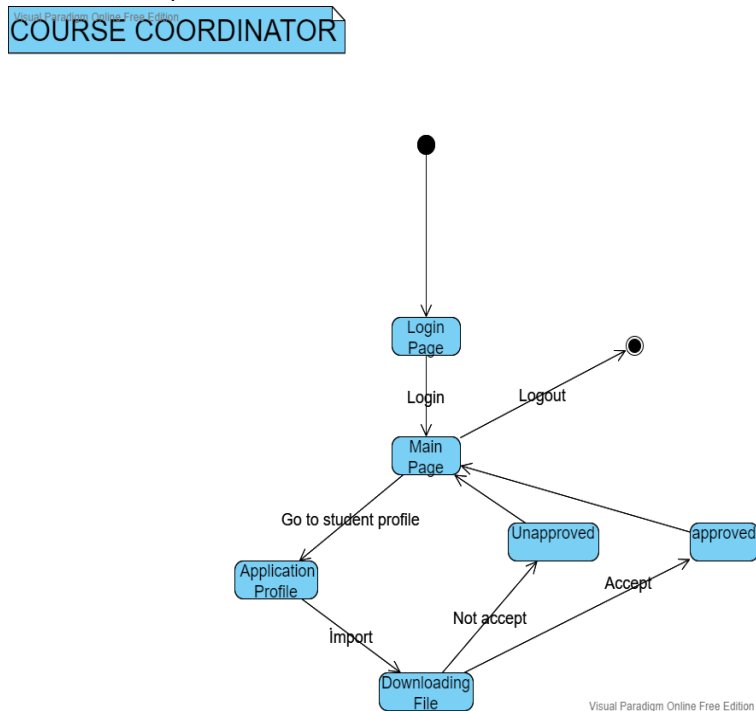 Visual Paradigm Online Free Edition
COURSE COORDINATOR
Login
Page
Login
Logout
Main
Page
Go to student profile
Unapproved
approved
Application
Profile
Accept
Not accept
İmport
Downloading
File
Visual Paradigm Online Free Edition